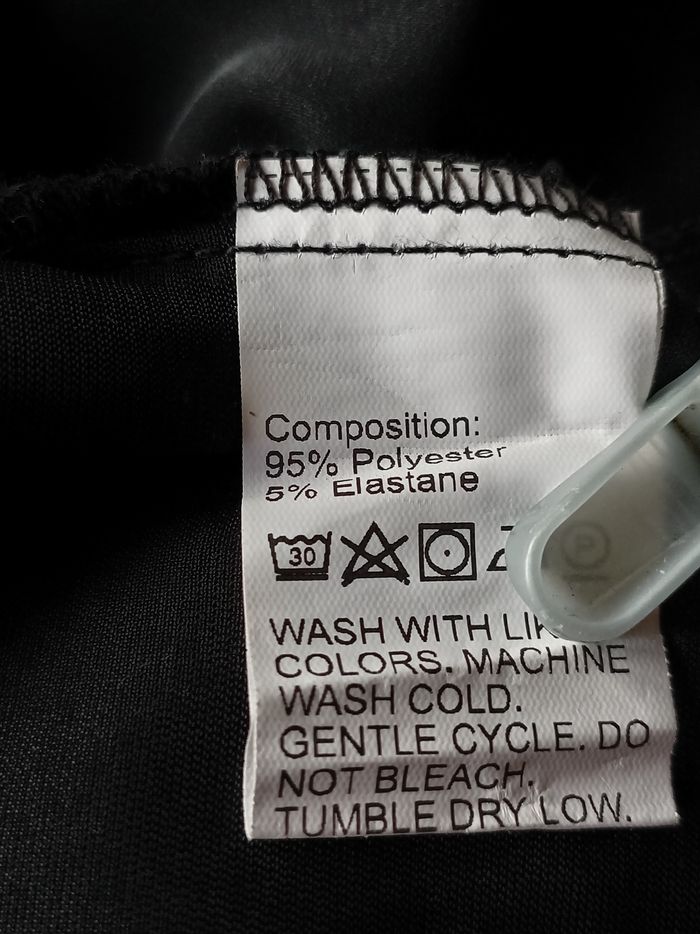 Composition:
95% Polyester
5% Elastane
30
P
WASH WITH
COLORS. MACHINE
WASH COLD.
GENTLE CYCLE. DO
NOT BLEACH.
TUMBLE DRY LOW.